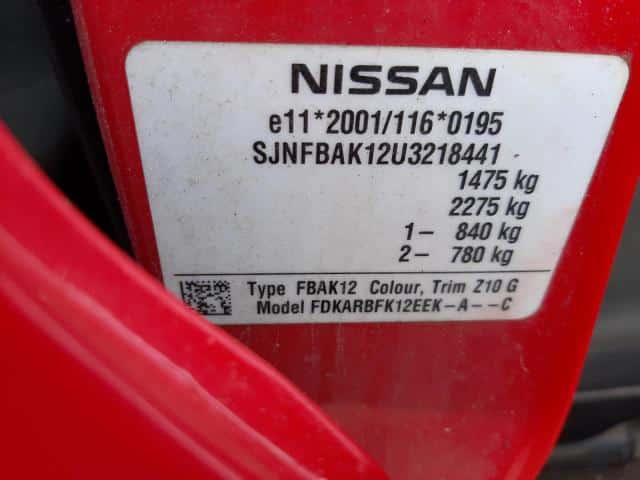 NISSAN
e11*2001/116*0195
SJNFBAK12U3218441
1475 kg
2275 kg
1- 840 kg
2- 780 kg
Type FBAK12 Colour, Trim Z10 G
Model FDKARBFK12EEK-A--C